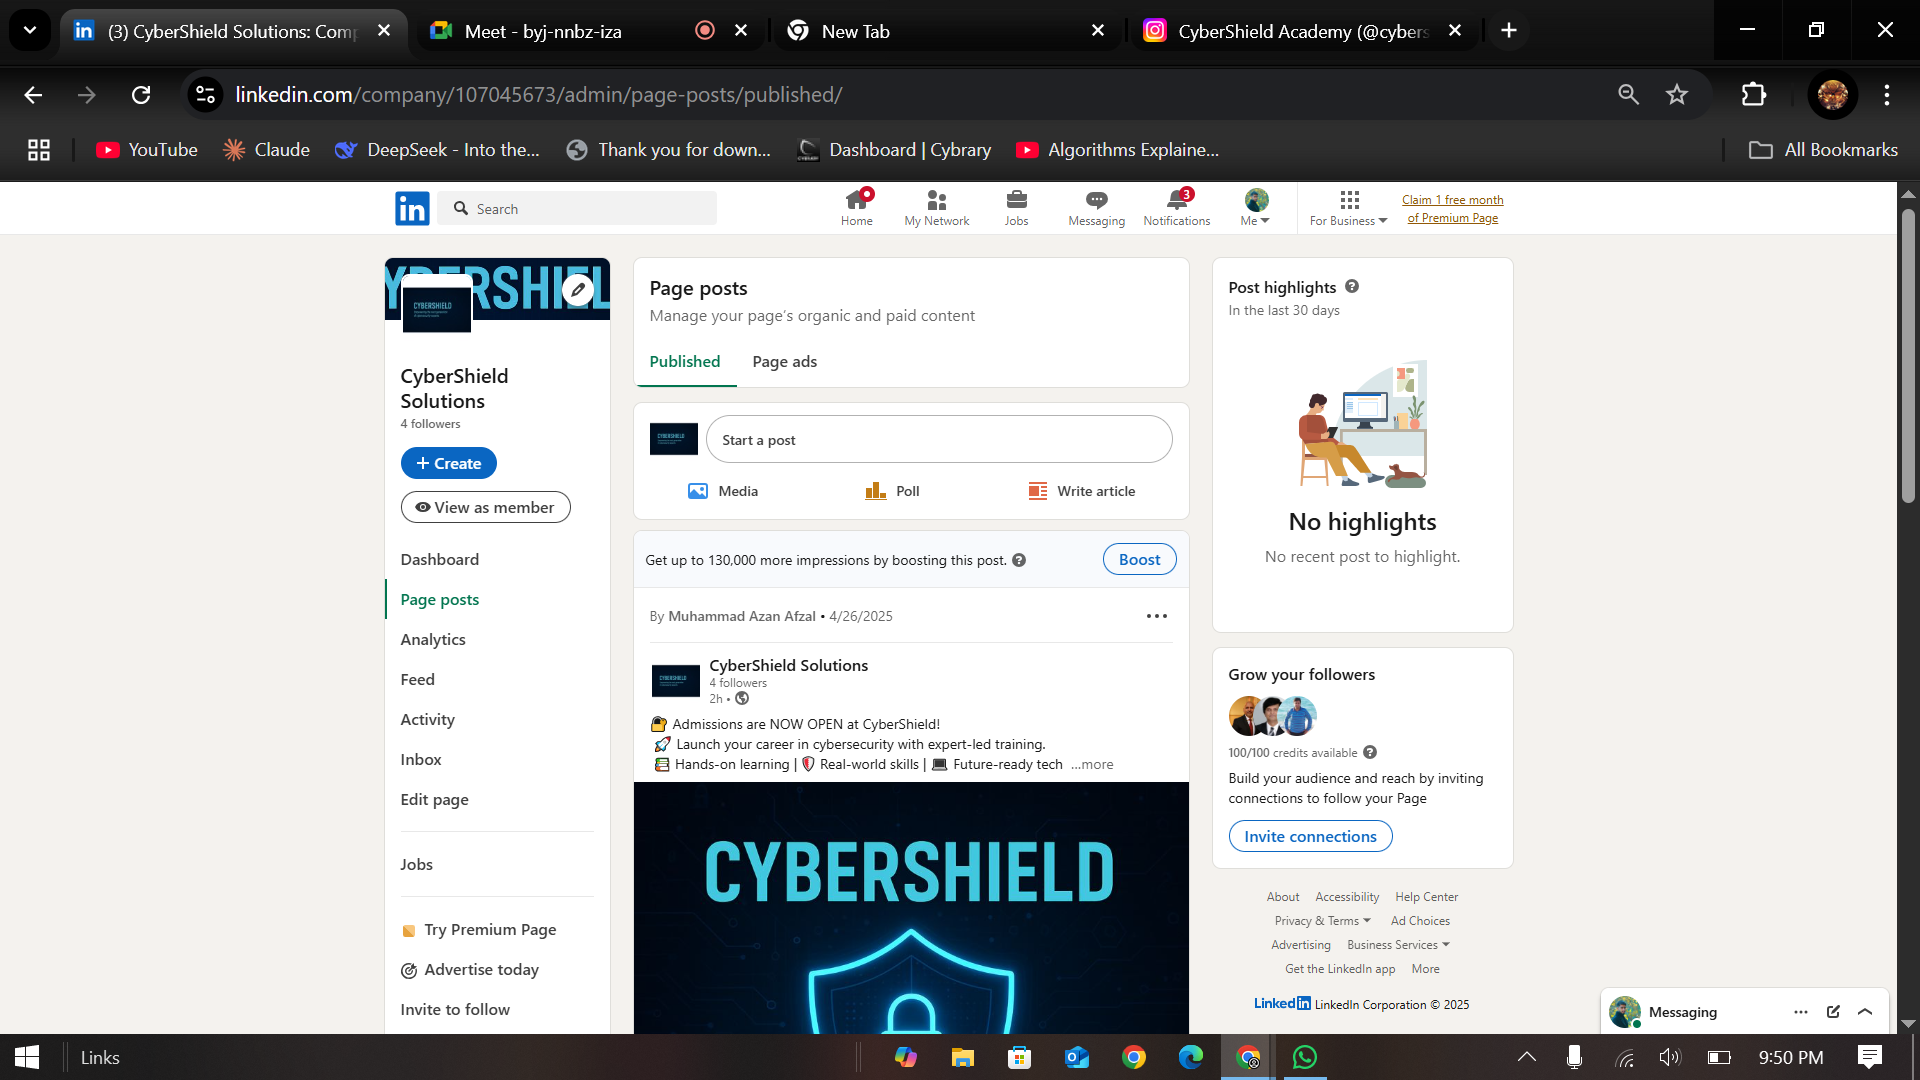 (3) CyberShield Solutions: Comp
Meet - byj-nnbz-iza
New Tab
CyberShield Academy (@cybers
linkedin.com/company/107045673/admin/page-posts/published/
YouTube
Claude
DeepSeek - Into the...
Thank you for down...
Dashboard | Cybrary
Algorithms Explaine...
All Bookmarks
in
Search
Home
My Network
Jobs
Messaging
3
Notifications
Me
For Business
Claim 1 free month
of Premium Page
YBERSHIEL
CYBERSHIELD
CyberShield
Solutions
4 followers
+ Create
View as member
Dashboard
Page posts
Analytics
Feed
Activity
Inbox
Edit page
Jobs
Try Premium Page
Advertise today
Invite to follow
Page posts
Manage your page's organic and paid content
Published
Page ads
CYBERSHIELD
Start a post
Media
Poll
Write article
Get up to 130,000 more impressions by boosting this post.
Boost
By Muhammad Azan Afzal • 4/26/2025
CYBERSHIELD
CyberShield Solutions
4 followers
2h •
🔐 Admissions are NOW OPEN at CyberShield!
🚀 Launch your career in cybersecurity with expert-led training.
📚 Hands-on learning | 🛡️ Real-world skills | 💻 Future-ready tech ...more
CYBERSHIELD
Post highlights
In the last 30 days
No highlights
No recent post to highlight.
Grow your followers
100/100 credits available
Build your audience and reach by inviting
connections to follow your Page
Invite connections
About
Accessibility
Help Center
Privacy & Terms
Ad Choices
Advertising
Business Services
Get the LinkedIn app
More
LinkedIn LinkedIn Corporation © 2025
Messaging
Links
9:50 PM